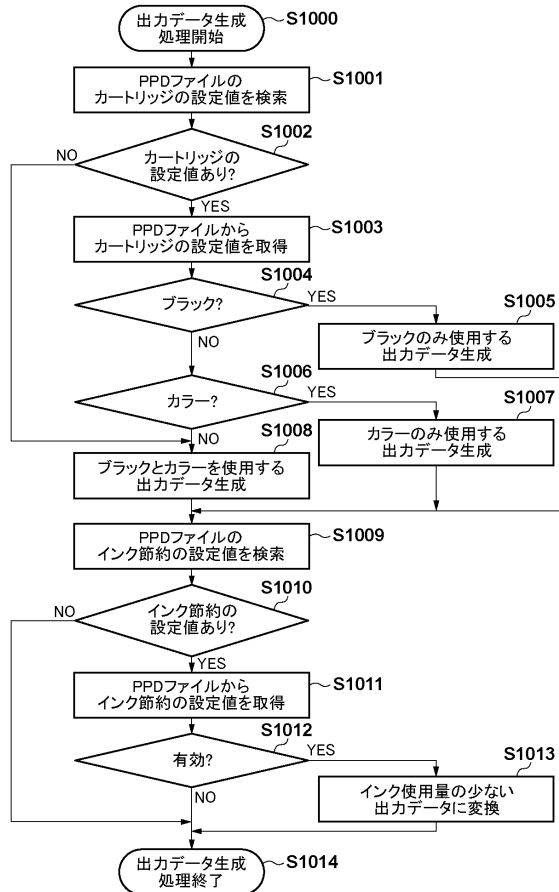 出力データ生成
処理開始
S1000
PPDファイルの
カートリッジの設定値を検索
S1001
S1002
カートリッジの
設定値あり?
NO
YES
PPDファイルから
カートリッジの設定値を取得
S1003
S1004
ブラック?
YES
NO
S1005
ブラックのみ使用する
出力データ生成
S1006
カラー?
YES
NO
S1007
カラーのみ使用する
出力データ生成
S1008
ブラックとカラーを使用する
出力データ生成
PPDファイルの
インク節約の設定値を検索
S1009
S1010
インク節約の
設定値あり?
NO
YES
PPDファイルから
インク節約の設定値を取得
S1011
S1012
有効?
YES
NO
S1013
インク使用量の少ない
出力データに変換
出力データ生成
処理終了
S1014